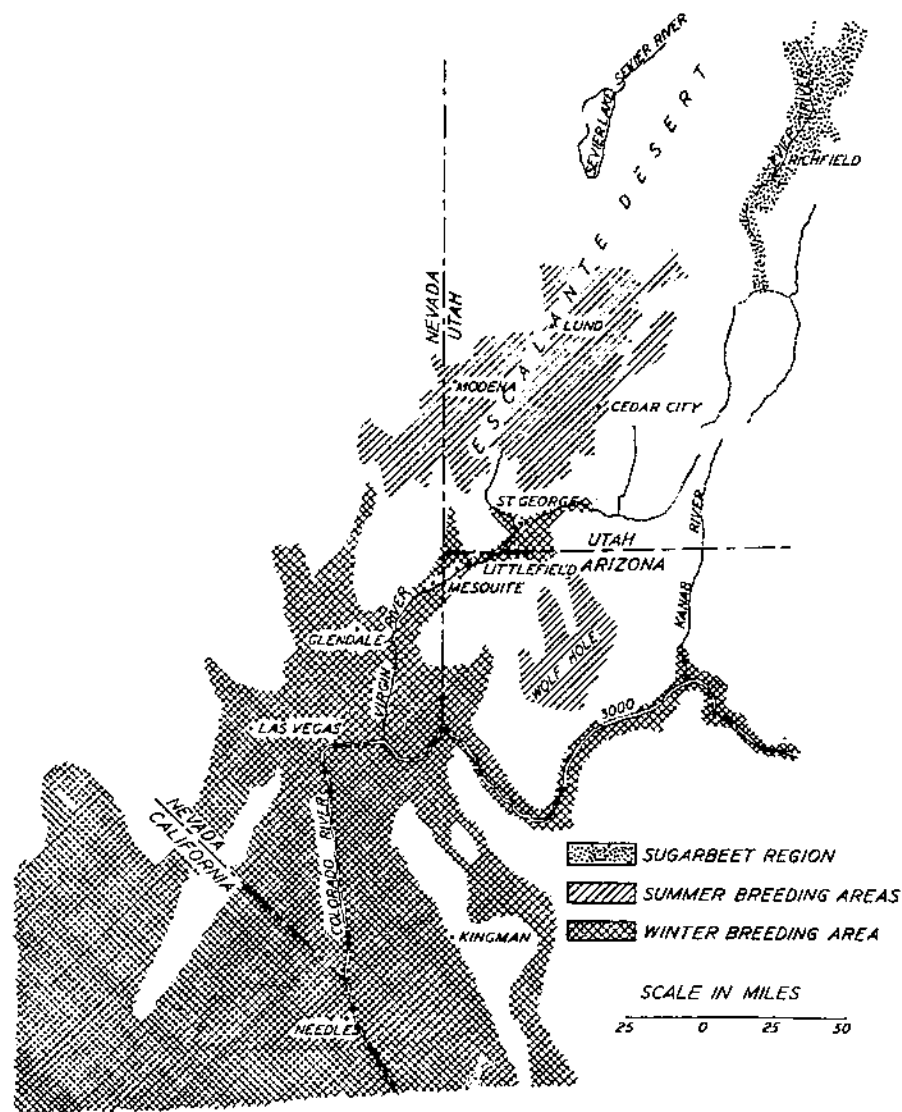 SEVIER RIVER
SEVIER LAKE
ESCALANTE DESERT
SEVIER RIVER
RICHFIELD
NEVADA
UTAH
LUND
MODENA
CEDAR CITY
ST GEORGE
UTAH
ARIZONA
LITTLEFIELD
MESQUITE
RIVER
KANAB
GLENDALE
RIVER
VIRGIN
WOLF HOLE
3000
LAS VEGAS
NEVADA
CALIFORNIA
COLORADO RIVER
KINGMAN
NEEDLES
SUGARBEET REGION
SUMMER BREEDING AREAS
WINTER BREEDING AREA
SCALE IN MILES
25 0 25 50